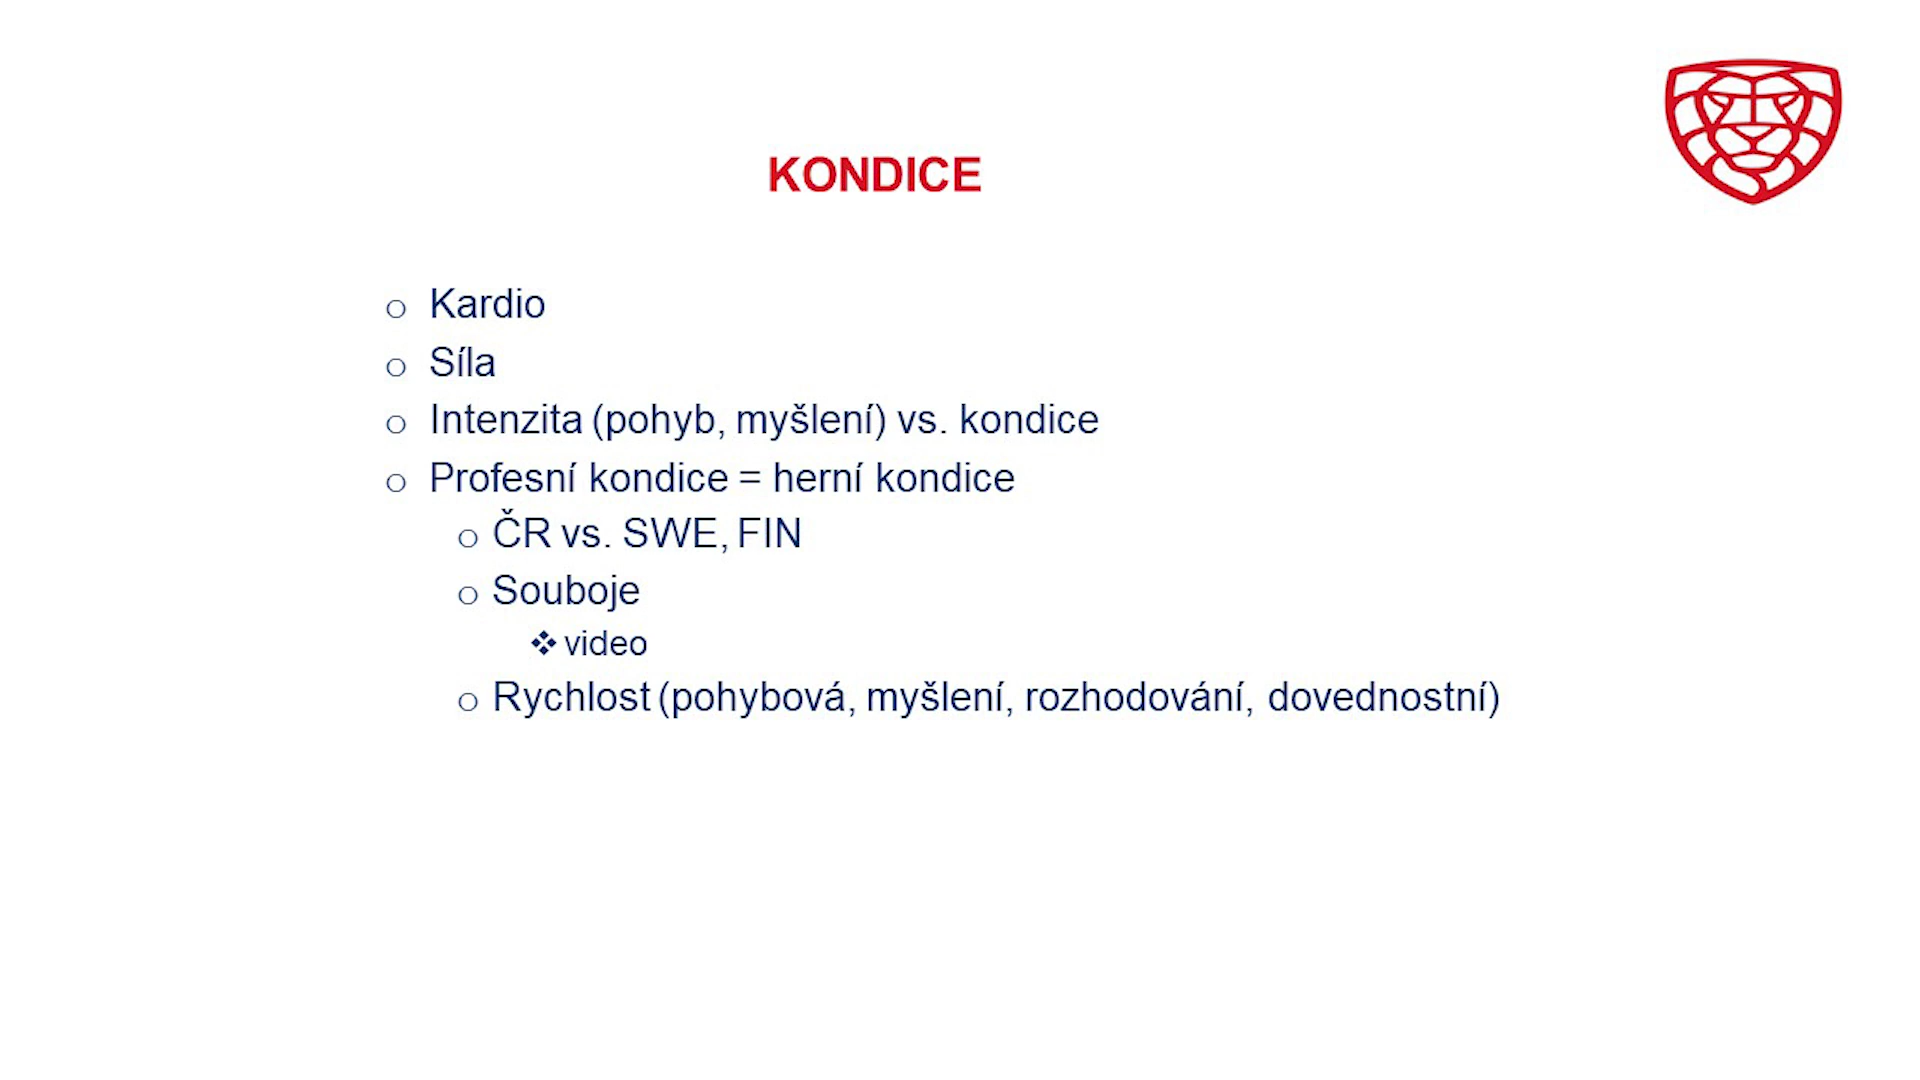 KONDICE
Kardio
Síla
Intenzita (pohyb, myšlení) vs. kondice
Profesní kondice = herní kondice
ČR vs. SWE, FIN
Souboje
video
Rychlost (pohybová, myšlení, rozhodování, dovednostní)